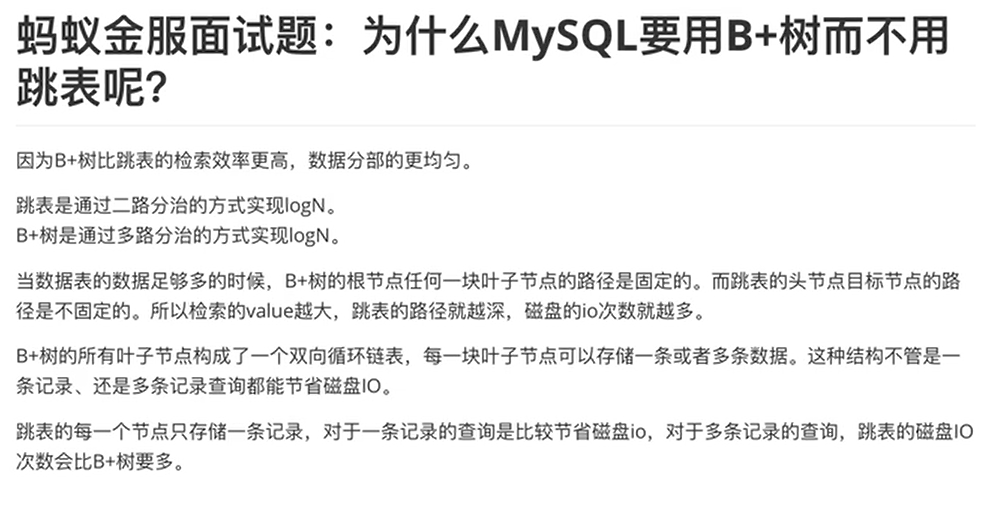 蚂蚁金服面试题：为什么MySQL要用B+树而不用
跳表呢？
因为B+树比跳表的检索效率更高，数据分部的更均匀。
跳表是通过二路分治的方式实现logN。
B+树是通过多路分治的方式实现logN。
当数据表的数据足够多的时候，B+树的根节点任何一块叶子节点的路径是固定的。而跳表的头节点目标节点的路
径是不固定的。所以检索的value越大，跳表的路径就越深，磁盘的io次数就越多。
B+树的所有叶子节点构成了一个双向循环链表，每一块叶子节点可以存储一条或者多条数据。这种结构不管是一
条记录、还是多条记录查询都能节省磁盘IO。
跳表的每一个节点只存储一条记录，对于一条记录的查询是比较节省磁盘io，对于多条记录的查询，跳表的磁盘IO
次数会比B+树要多。